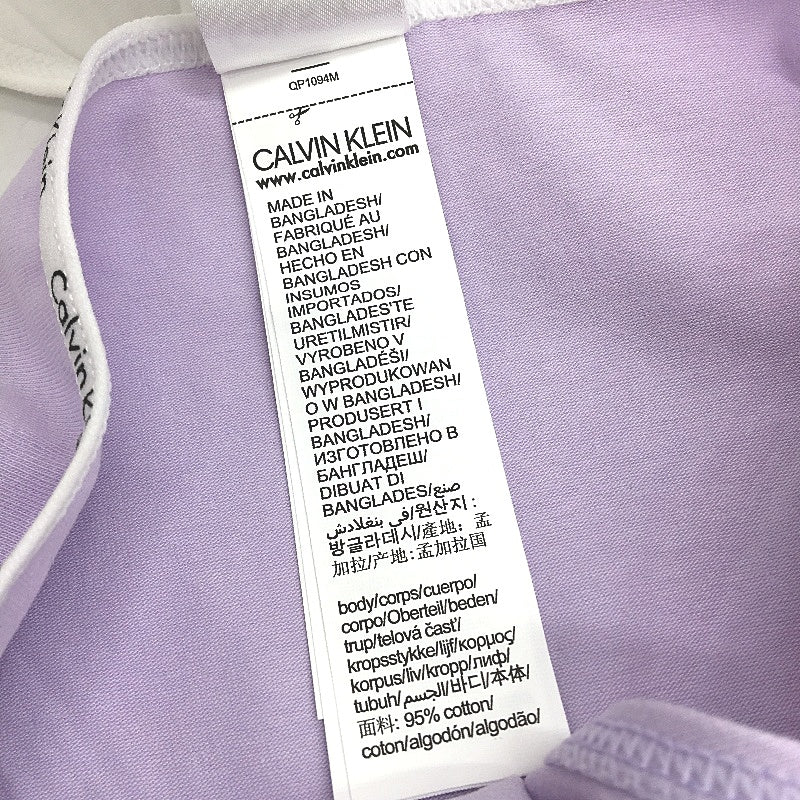 QP1094M
CALVIN KLEIN
www.calvinklein.com
MADE IN
BANGLADESH/
FABRIQUÉ AU
BANGLADESH/
HECHO EN
BANGLADESH CON
INSUMOS
IMPORTADOS/
BANGLADES'TE
URETILMISTIR/
VYROBENO V
BANGLADÉŠI/
WYPRODUKOWAN
O W BANGLADESH/
PRODUSERT I
BANGLADESH/
ИЗГОТОВЛЕНО В
БАНГЛАДЕШ/
DIBUAT DI
BANGLADES/صنع
في بنغلادش/원산지 :
방글라데시/產地：孟
加拉/产地:孟加拉国
body/corps/cuerpo/
corpo/Oberteil/beden/
trup/telová časť/
kropsstykke/lijf/κορμος/
korpus/liv/kropp/лиф/
tubuh/الجسم/바디/本体/
面料: 95% cotton/
coton/algodón/algodão/
Calvin K